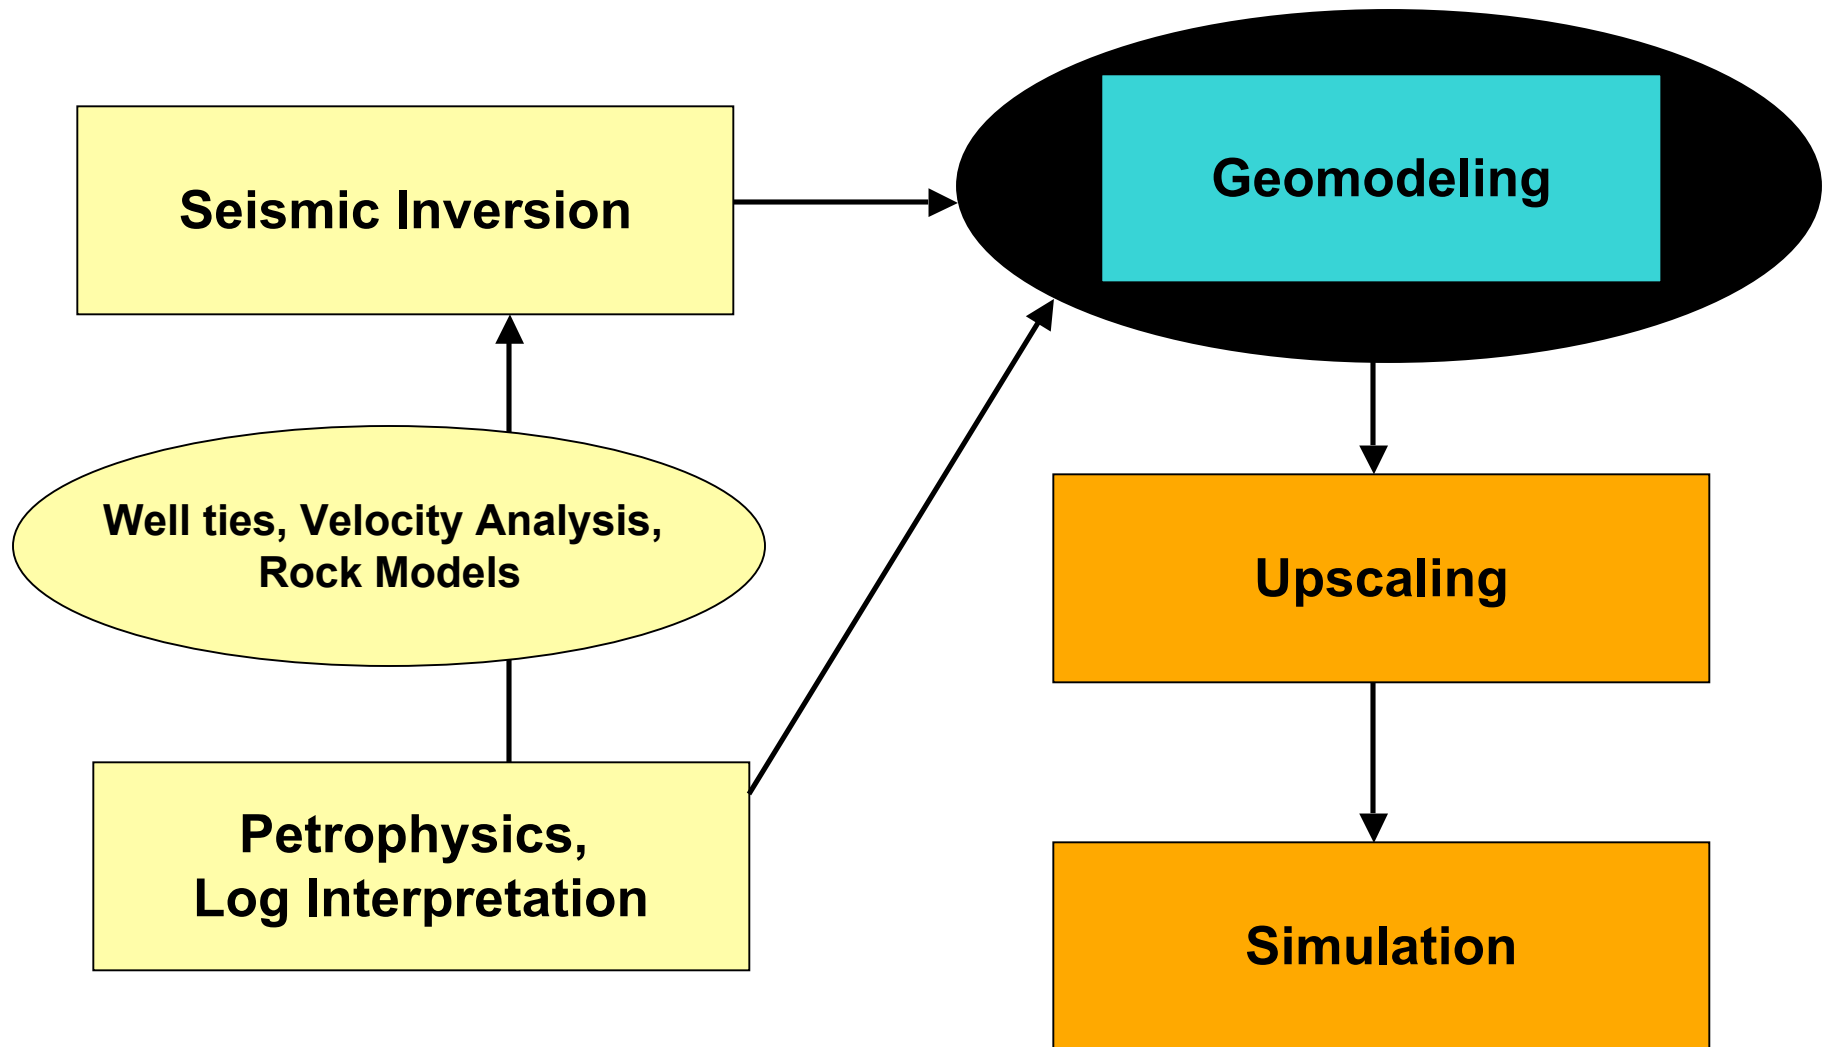 Seismic Inversion
Geomodeling
Well ties, Velocity Analysis,
Rock Models
Upscaling
Petrophysics,
Log Interpretation
Simulation